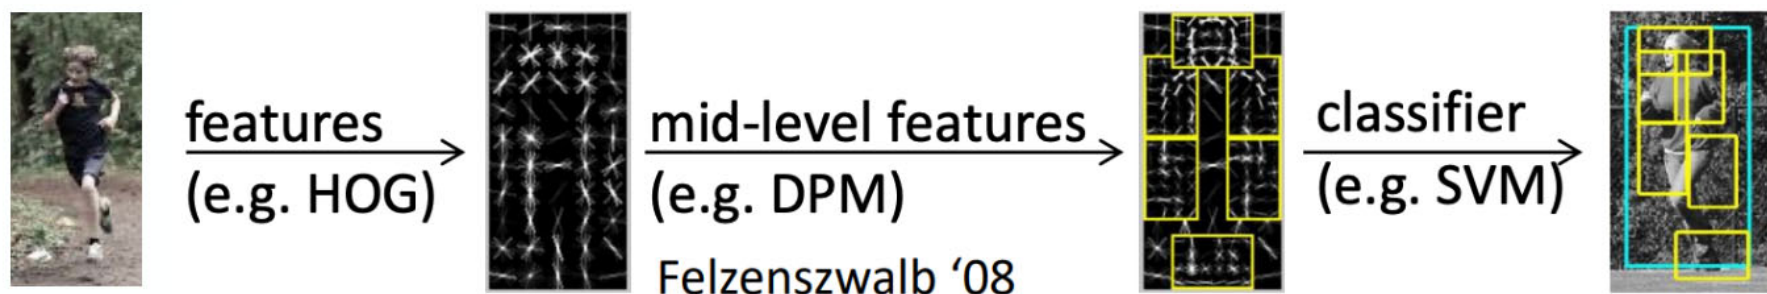 features
(e.g. HOG)
mid-level features
(e.g. DPM)
Felzenszwalb ‘08
classifier
(e.g. SVM)